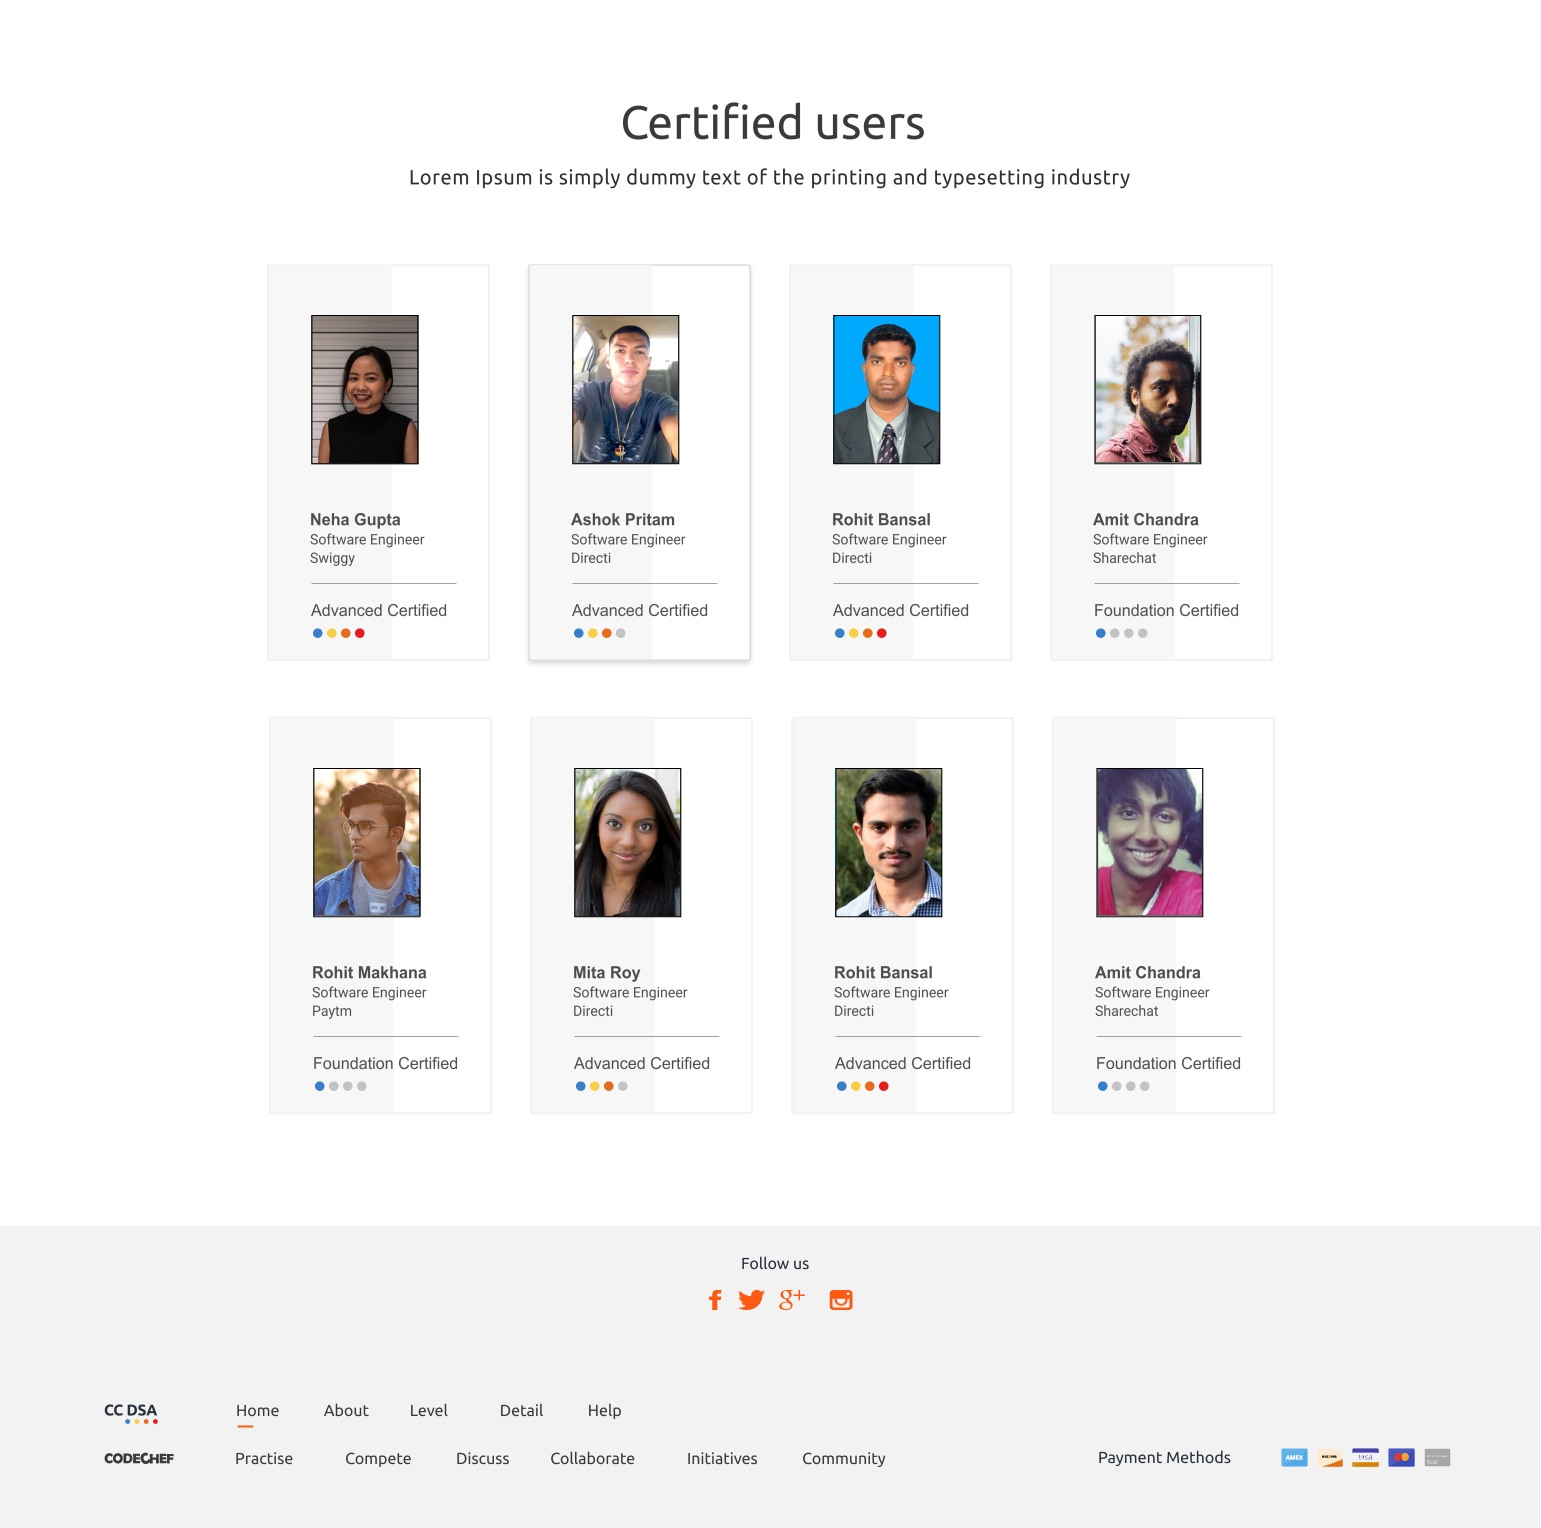 Certified users
Lorem Ipsum is simply dummy text of the printing and typesetting industry
Neha Gupta
Software Engineer
Swiggy
Advanced Certified
Ashok Pritam
Software Engineer
Directi
Advanced Certified
Rohit Bansal
Software Engineer
Directi
Advanced Certified
Amit Chandra
Software Engineer
Sharechat
Foundation Certified
Rohit Makhana
Software Engineer
Paytm
Foundation Certified
Mita Roy
Software Engineer
Directi
Advanced Certified
Rohit Bansal
Software Engineer
Directi
Advanced Certified
Amit Chandra
Software Engineer
Sharechat
Foundation Certified
Follow us
CC DSA Home About Level Detail Help
CODECHEF Practise Compete Discuss Collaborate Initiatives Community Payment Methods AMEX DISCOVER VISA